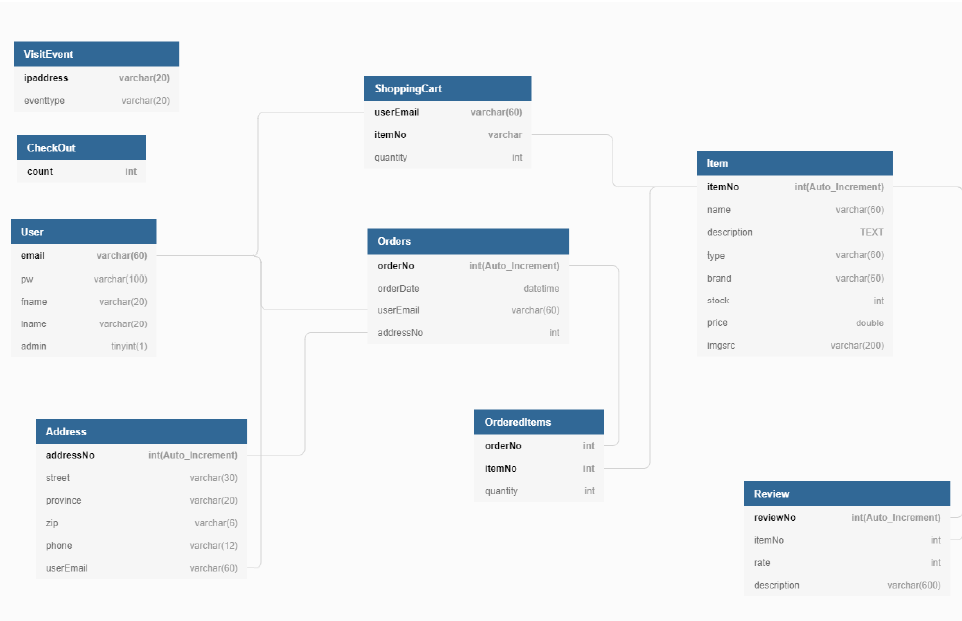 VisitEvent
ipaddress varchar(20)
eventtype varchar(20)
CheckOut
count int
User
email varchar(60)
pw varchar(100)
fname varchar(20)
lname varchar(20)
admin tinyint(1)
Address
addressNo int(Auto_Increment)
street varchar(30)
province varchar(20)
zip varchar(6)
phone varchar(12)
userEmail varchar(60)
ShoppingCart
userEmail varchar(60)
itemNo varchar
quantity int
Orders
orderNo int(Auto_Increment)
orderDate datetime
userEmail varchar(60)
addressNo int
OrderedItems
orderNo int
itemNo int
quantity int
Item
itemNo int(Auto_Increment)
name varchar(60)
description TEXT
type varchar(60)
brand varchar(60)
stock int
price double
imgsrc varchar(200)
Review
reviewNo int(Auto_Increment)
itemNo int
rate int
description varchar(600)